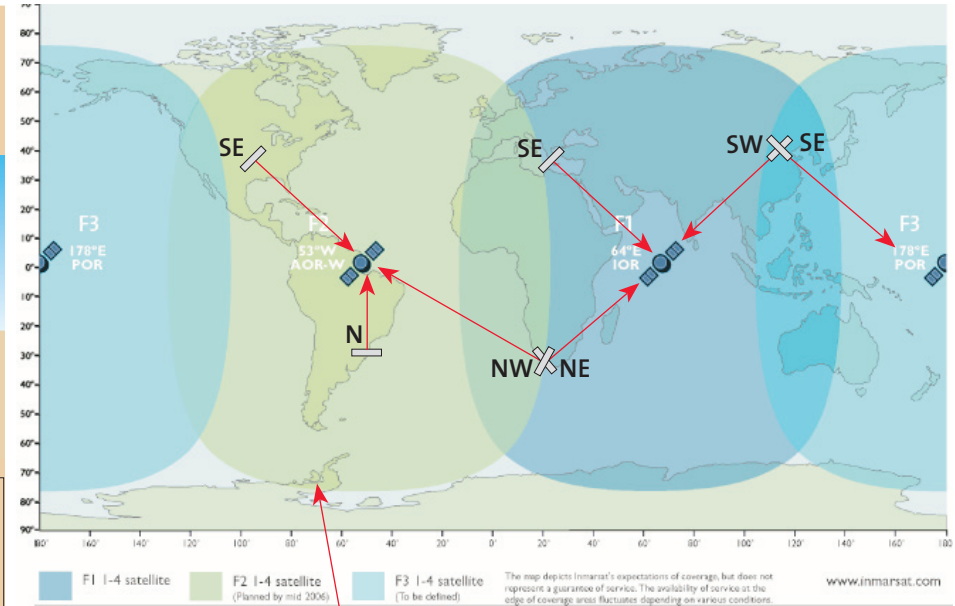 90°
80°
70°
60°
50°
40°
30°
20°
10°
0°
10°
20°
30°
40°
50°
60°
70°
80°
90°
SE
SE
SW SE
F3
178°E
POR
F2
53°W
AOR-W
F1
64°E
IOR
F3
178°E
POR
N
NW NE
180° 160° 140° 120° 100° 80° 60° 40° 20° 0° 20° 40° 60° 80° 100° 120° 140° 160° 180
F1 I-4 satellite
F2 I-4 satellite
(Planned by mid 2006)
F3 I-4 satellite
(To be defined)
The map depicts Inmarsat's expectations of coverage, but does not
represent a guarantee of service. The availability of service at the
edge of coverage areas fluctuates depending on various conditions.
www.inmarsat.com